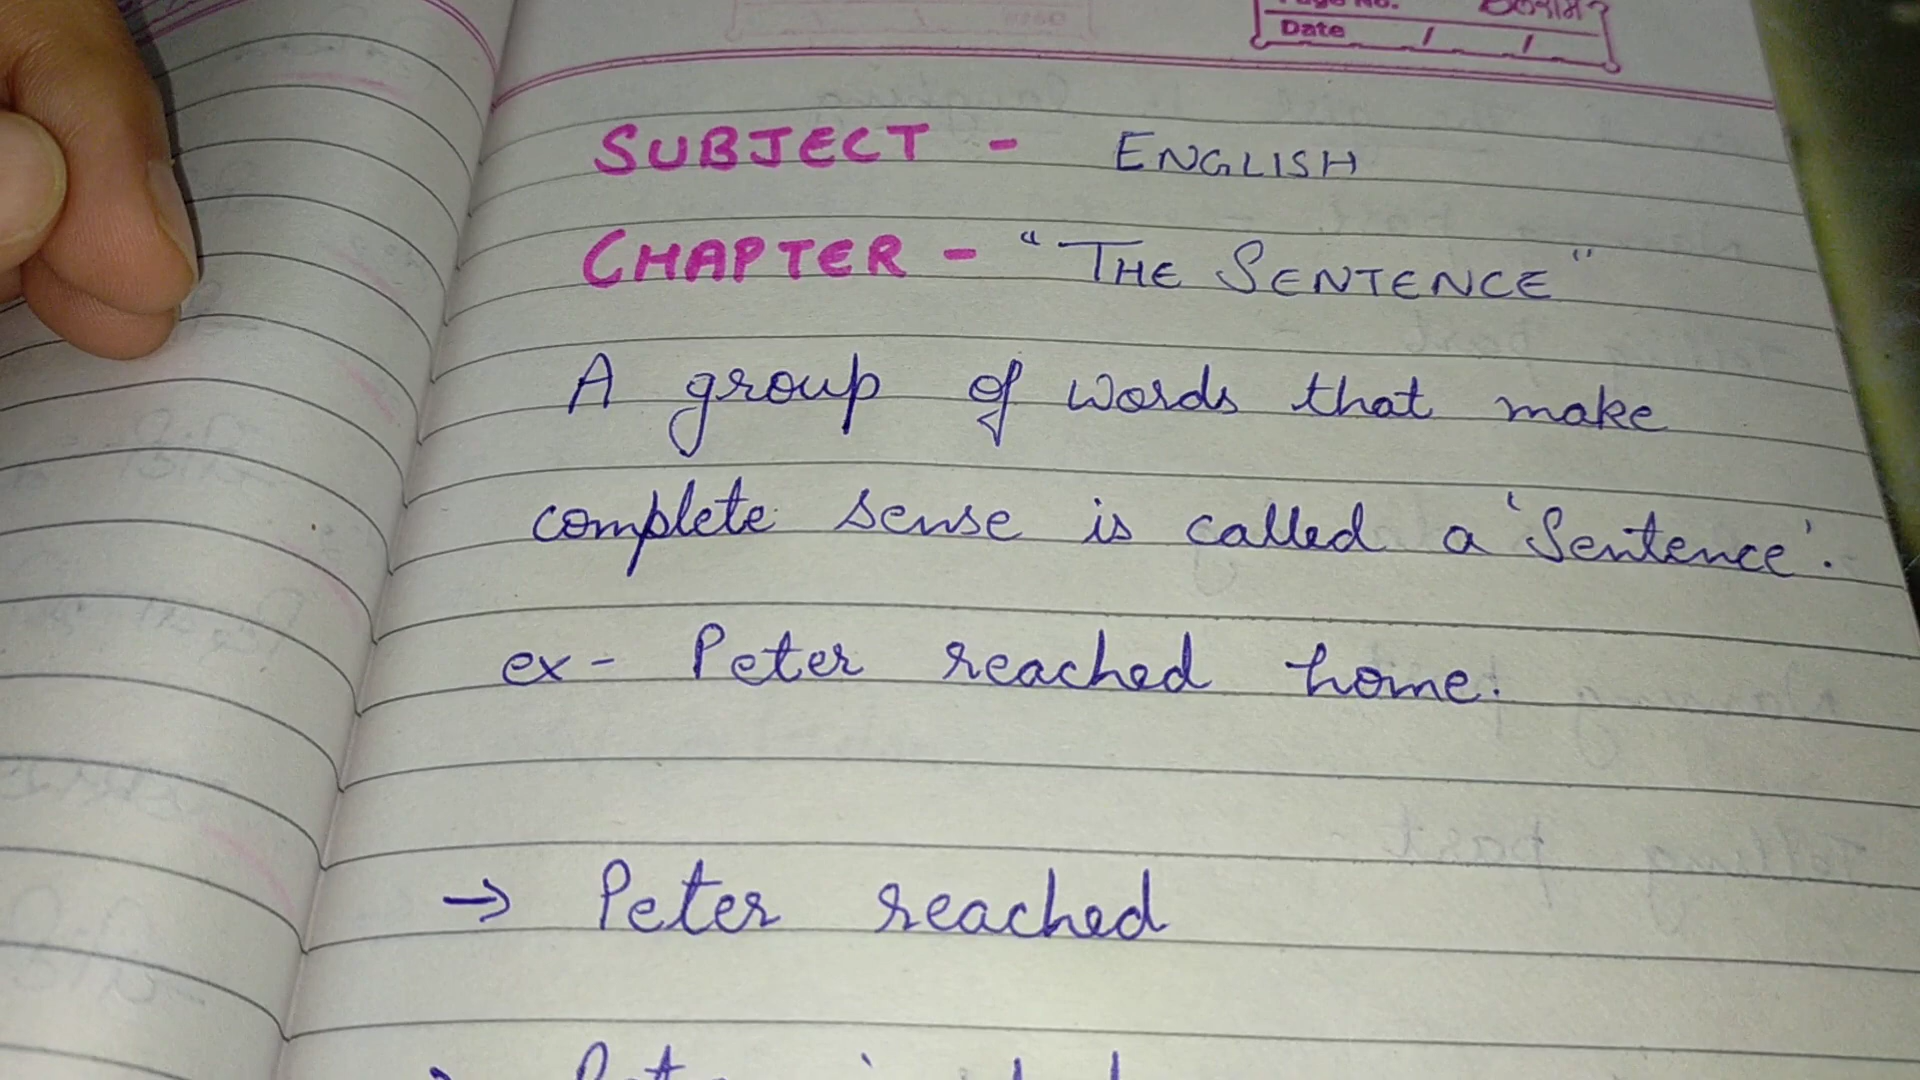 Date / /
SUBJECT - ENGLISH
CHAPTER - "THE SENTENCE"
A group of words that make
complete sense is called a 'Sentence'.
ex- Peter reached home.
→ Peter reached